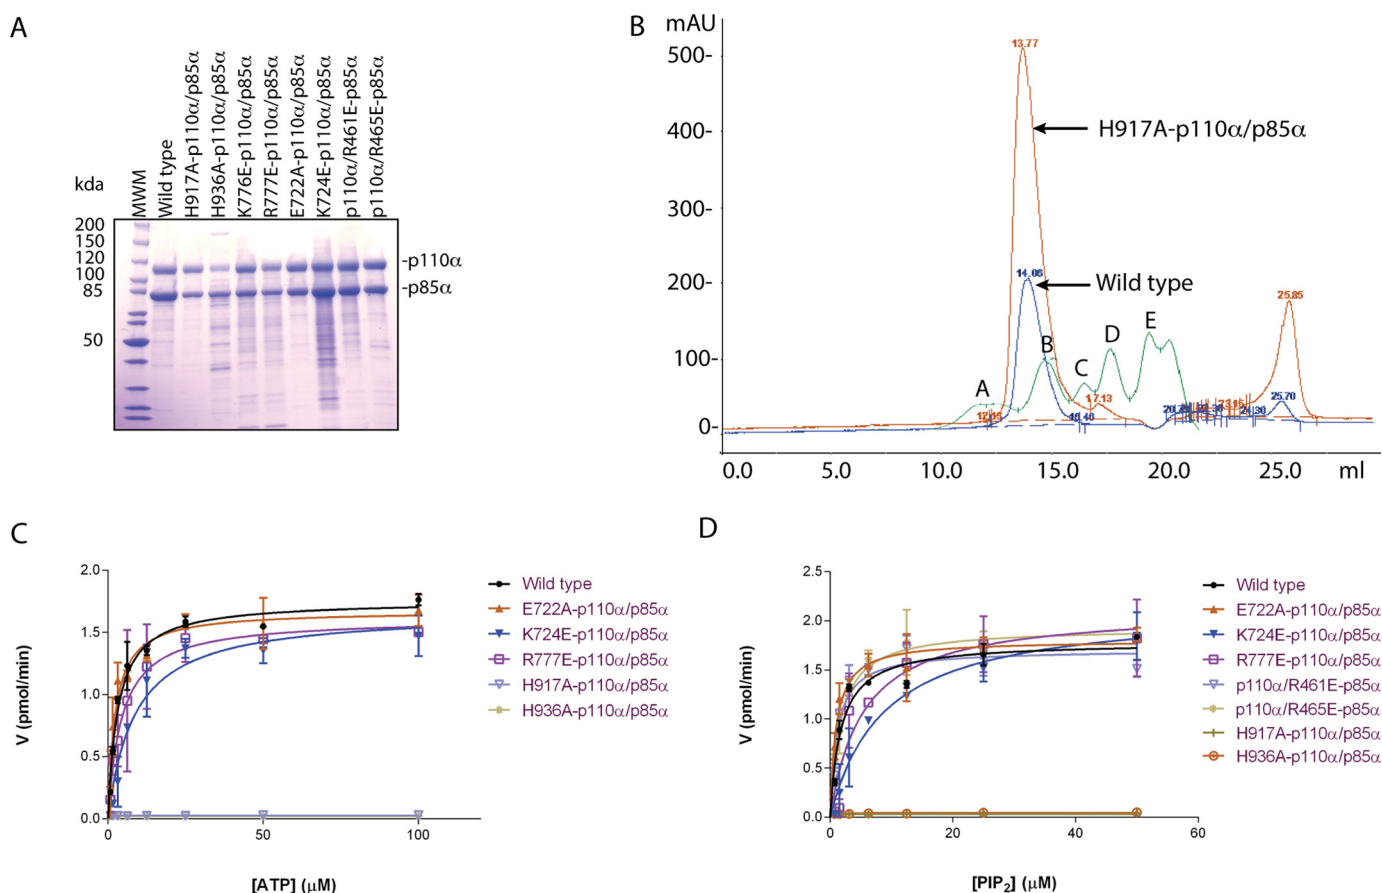 A
kda
MWM
Wild type
H917A-p110α/p85α
H936A-p110α/p85α
K776E-p110α/p85α
R777E-p110α/p85α
E722A-p110α/p85α
K724E-p110α/p85α
p110α/R461E-p85α
p110α/R465E-p85α
200
150
120
100
85
50
-p110α
-p85α
B
mAU
500-
400-
300-
200-
100-
0-
13.77
H917A-p110α/p85α
14.06
Wild type
A
B
C
D
E
17.13
25.85
25.70
24.30
0.0 5.0 10.0 15.0 20.0 25.0 ml
C
V (pmol/min)
2.0
1.5
1.0
0.5
0.0
0 50 100
[ATP] (μM)
Wild type
E722A-p110α/p85α
K724E-p110α/p85α
R777E-p110α/p85α
H917A-p110α/p85α
H936A-p110α/p85α
D
V (pmol/min)
2.5
2.0
1.5
1.0
0.5
0.0
0 20 40 60
[PIP₂] (μM)
Wild type
E722A-p110α/p85α
K724E-p110α/p85α
R777E-p110α/p85α
p110α/R461E-p85α
p110α/R465E-p85α
H917A-p110α/p85α
H936A-p110α/p85α